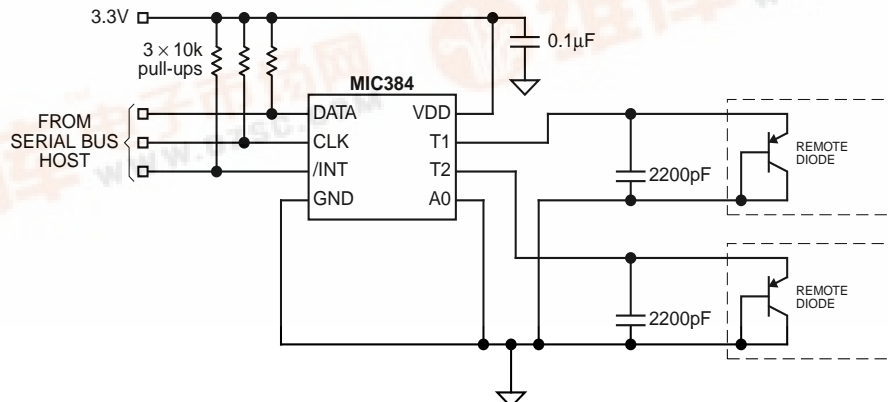 3.3V
0.1µF
3 × 10k
pull-ups
MIC384
FROM
SERIAL BUS
HOST
DATA
CLK
/INT
GND
VDD
T1
T2
A0
2200pF
REMOTE
DIODE
2200pF
REMOTE
DIODE